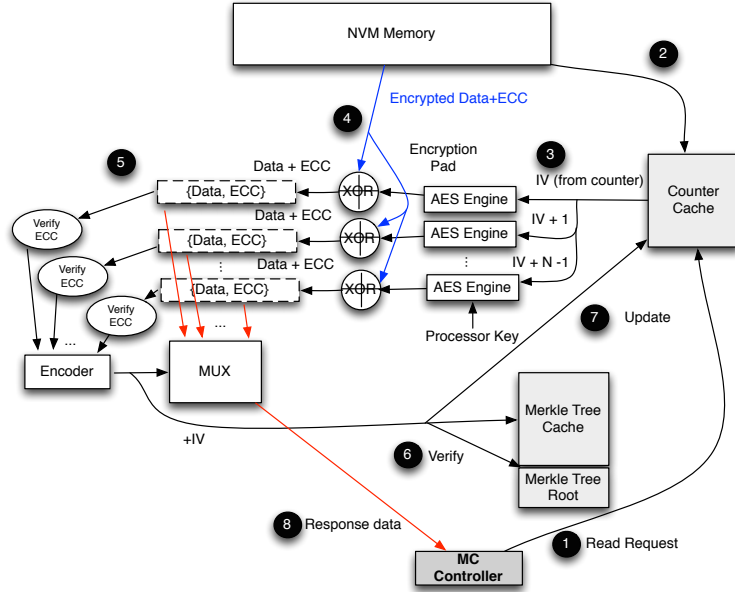 NVM Memory
2
Encrypted Data+ECC
4
Encryption
Pad
3
5
Data + ECC
IV (from counter)
{Data, ECC}
XOR
AES Engine
Counter
Cache
Verify
ECC
Data + ECC
IV + 1
{Data, ECC}
XOR
AES Engine
Verify
ECC
...
Data + ECC
...
IV + N -1
{Data, ECC}
XOR
AES Engine
Verify
ECC
...
Processor Key
7
Update
...
Encoder
MUX
+IV
6
Verify
Merkle Tree
Cache
Merkle Tree
Root
8
Response data
1
Read Request
MC
Controller